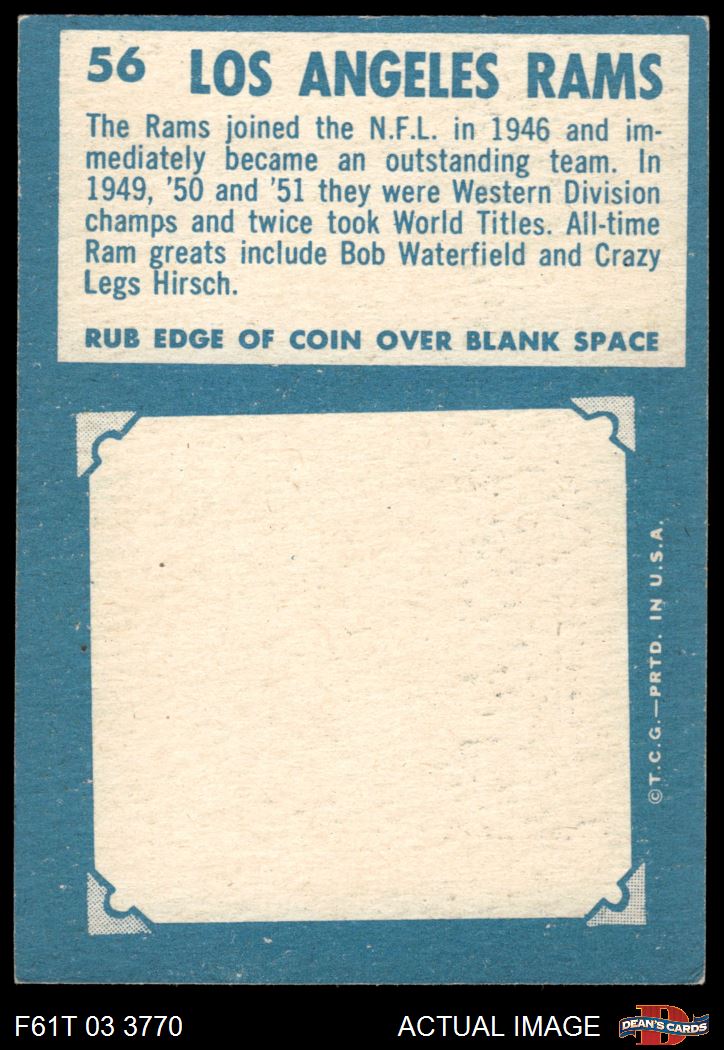 56 LOS ANGELES RAMS
The Rams joined the N.F.L. in 1946 and im-
mediately became an outstanding team. In
1949, '50 and '51 they were Western Division
champs and twice took World Titles. All-time
Ram greats include Bob Waterfield and Crazy
Legs Hirsch.
RUB EDGE OF COIN OVER BLANK SPACE
©T.C.G.—PRTD. IN U.S.A.
F61T 03 3770
ACTUAL IMAGE
D
DEAN'S CARDS